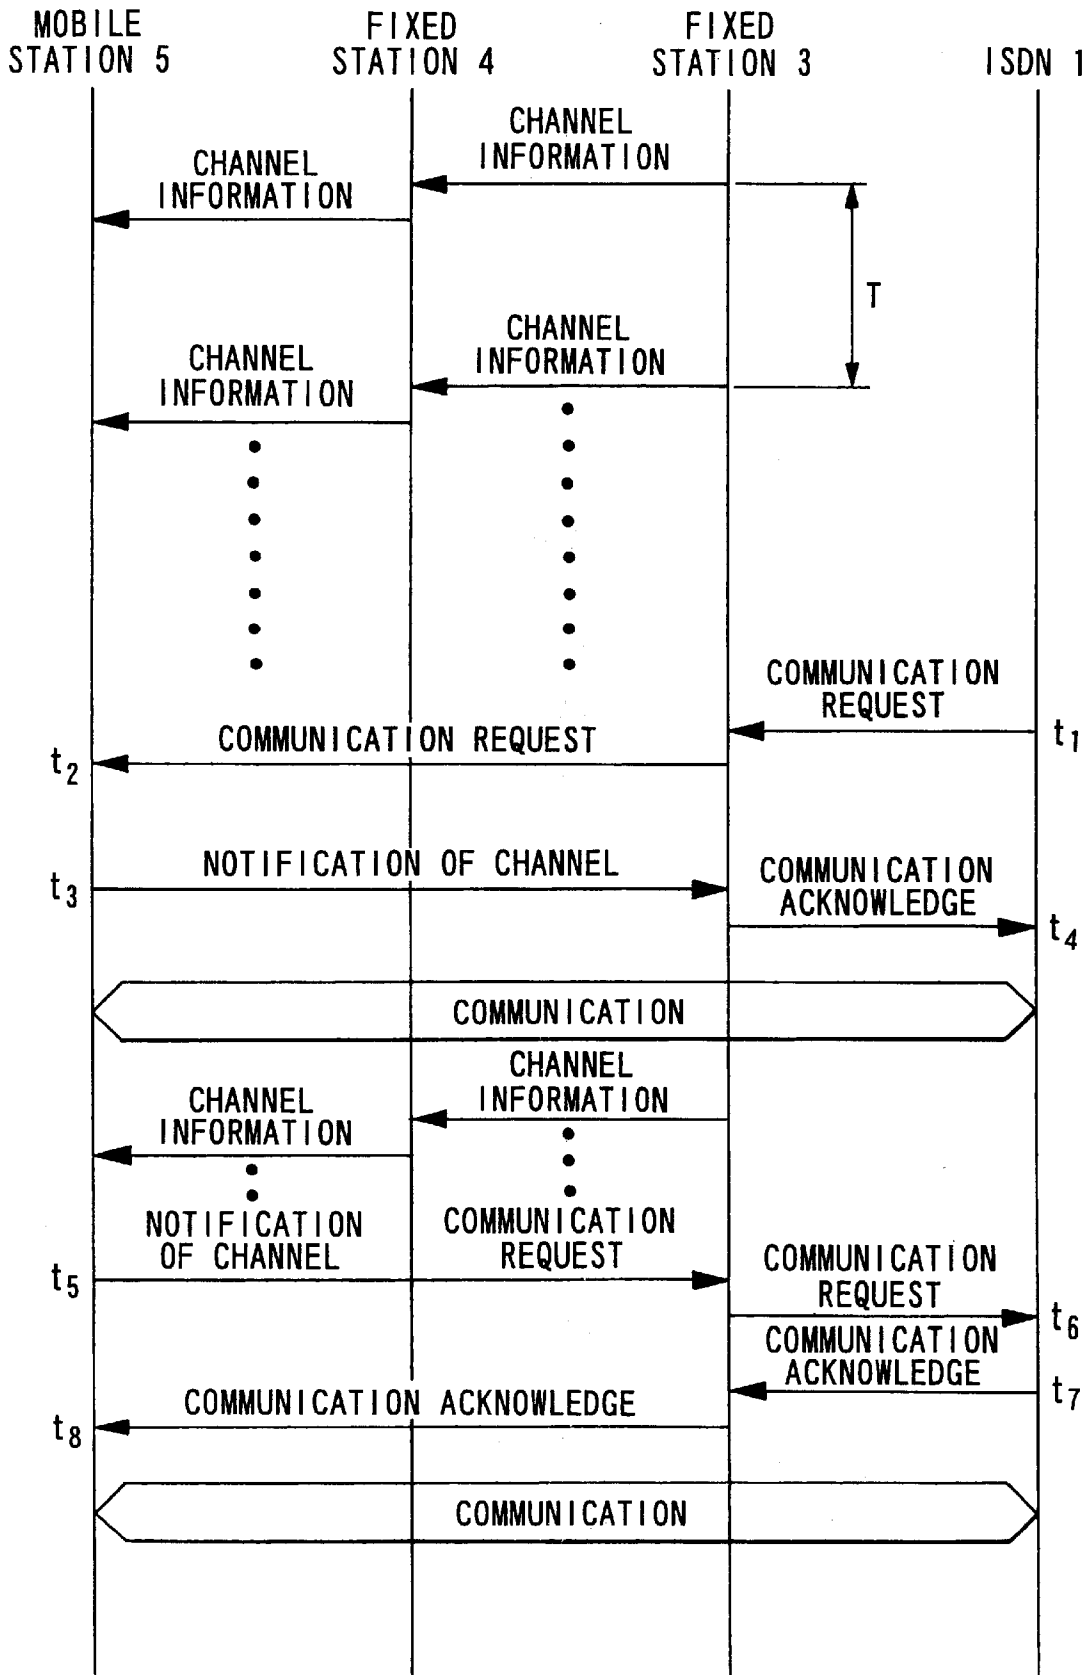 MOBILE
STATION 5
FIXED
STATION 4
FIXED
STATION 3
ISDN 1
CHANNEL
INFORMATION
CHANNEL
INFORMATION
T
CHANNEL
INFORMATION
CHANNEL
INFORMATION
COMMUNICATION
REQUEST
t1
COMMUNICATION REQUEST
t2
NOTIFICATION OF CHANNEL
t3
COMMUNICATION
ACKNOWLEDGE
t4
COMMUNICATION
CHANNEL
INFORMATION
CHANNEL
INFORMATION
NOTIFICATION
OF CHANNEL
COMMUNICATION
REQUEST
t5
COMMUNICATION
REQUEST
t6
COMMUNICATION
ACKNOWLEDGE
t7
COMMUNICATION ACKNOWLEDGE
t8
COMMUNICATION